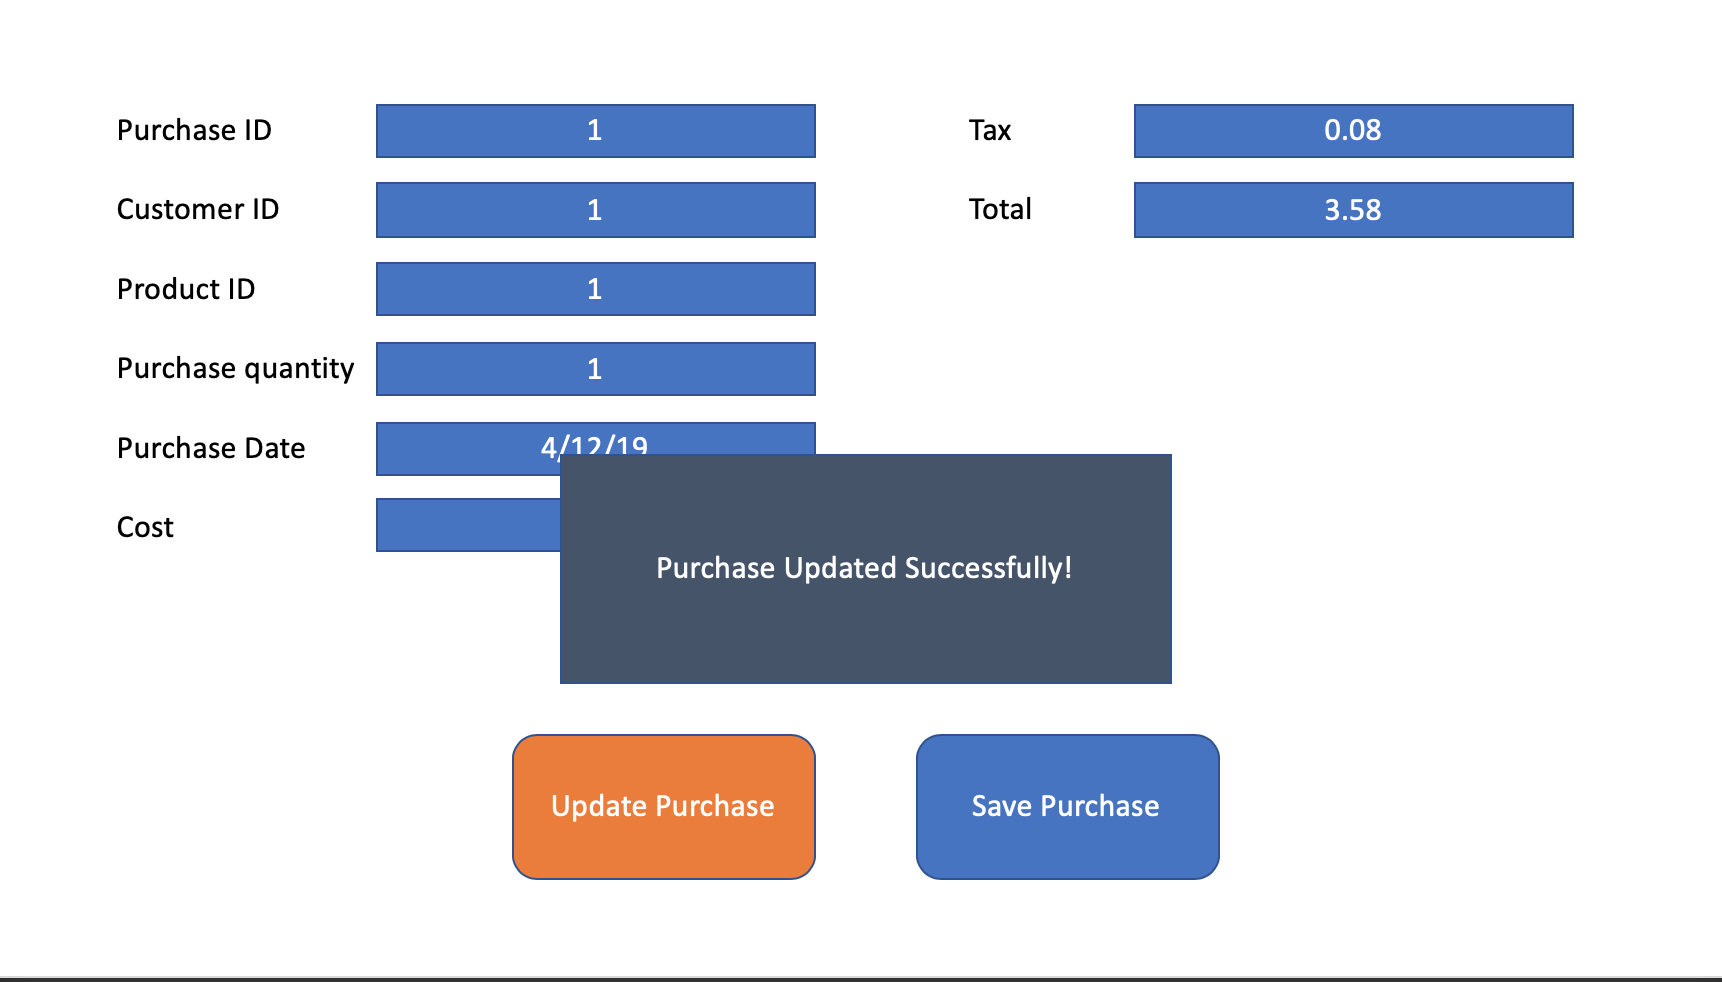 Purchase ID 1
Customer ID 1
Product ID 1
Purchase quantity 1
Purchase Date 4/12/19
Cost
Tax 0.08
Total 3.58
Purchase Updated Successfully!
Update Purchase
Save Purchase